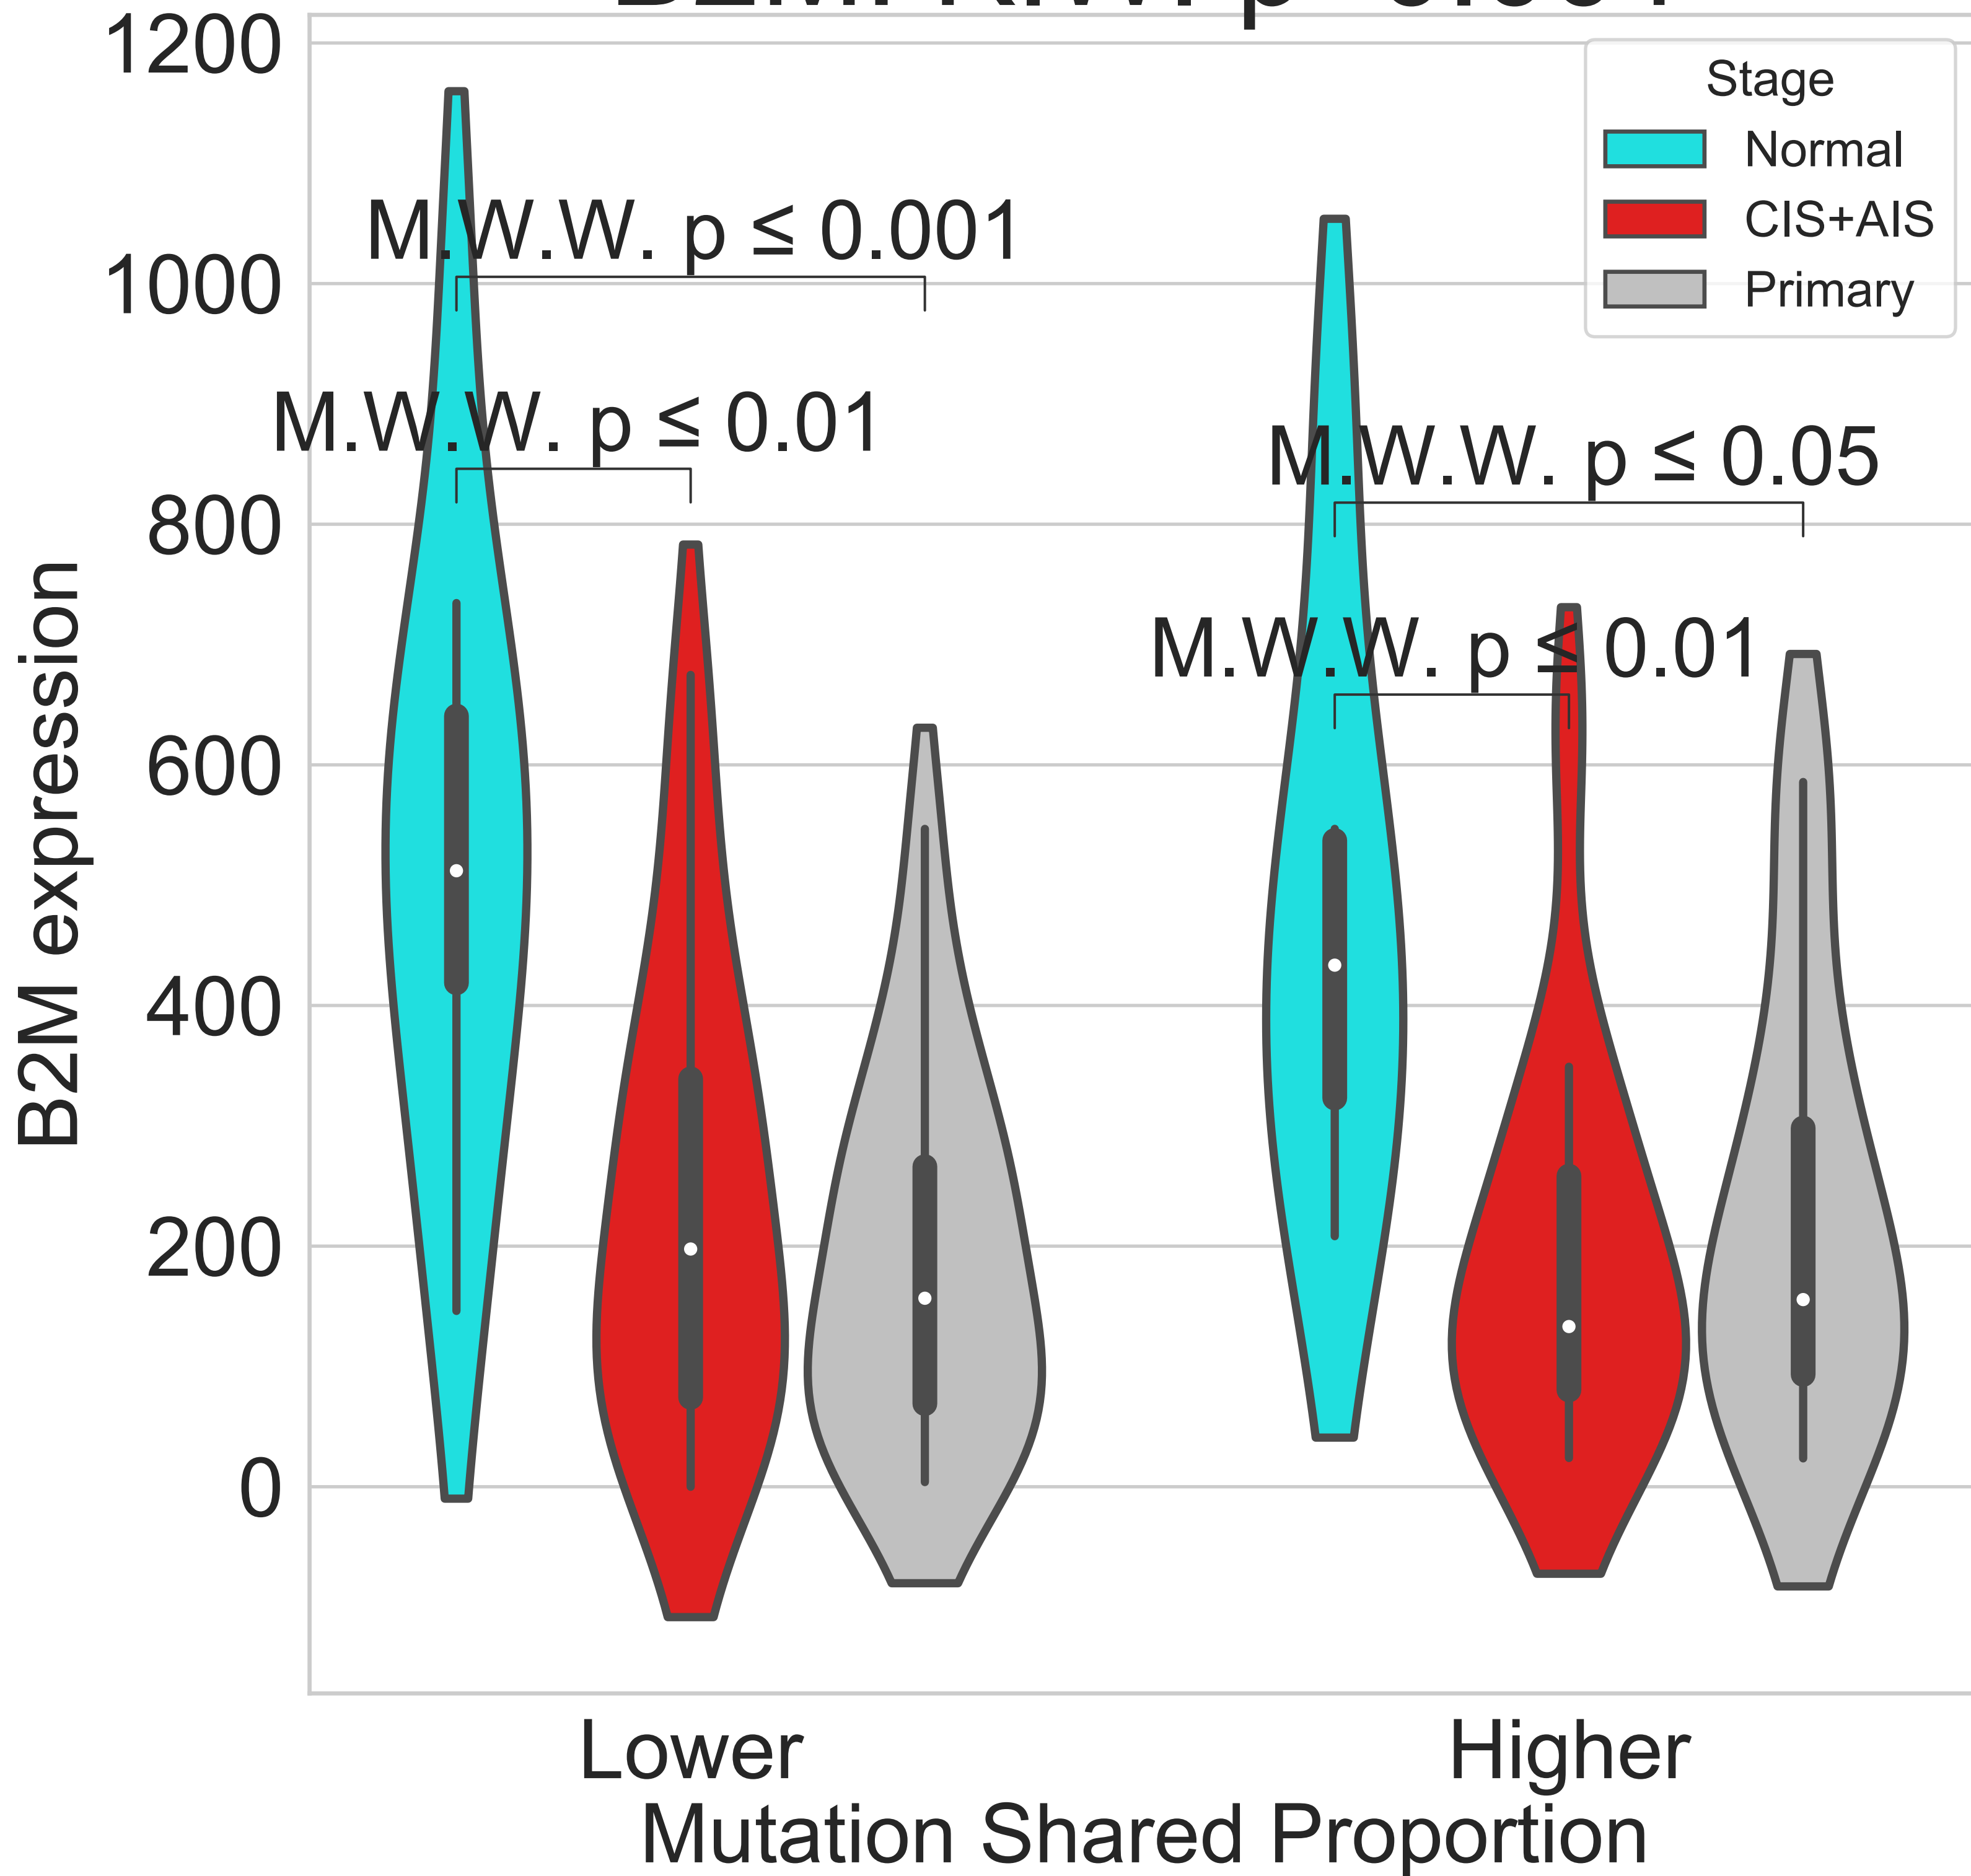 1200
1000
800
600
400
200
0
B2M expression
Stage
Normal
CIS+AIS
Primary
M.W.W. p ≤ 0.001
M.W.W. p ≤ 0.01
M.W.W. p ≤ 0.05
M.W.W. p ≤ 0.01
Lower
Higher
Mutation Shared Proportion